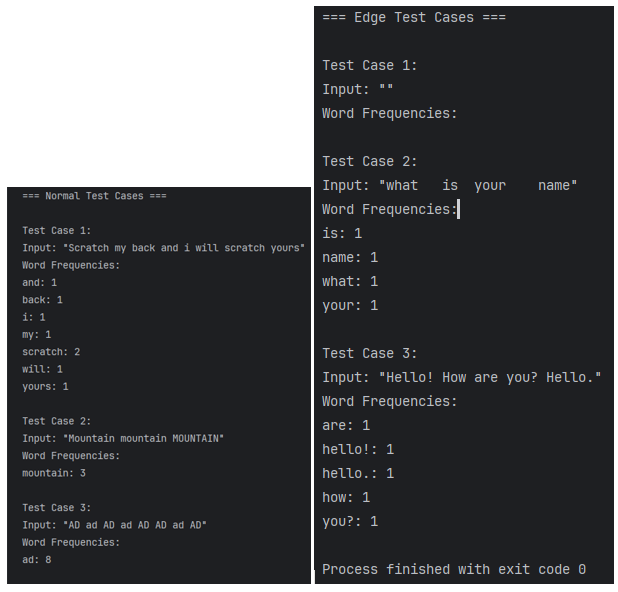 === Normal Test Cases ===
Test Case 1:
Input: "Scratch my back and i will scratch yours"
Word Frequencies:
and: 1
back: 1
i: 1
my: 1
scratch: 2
will: 1
yours: 1
Test Case 2:
Input: "Mountain mountain MOUNTAIN"
Word Frequencies:
mountain: 3
Test Case 3:
Input: "AD ad AD ad AD AD ad AD"
Word Frequencies:
ad: 8
=== Edge Test Cases ===
Test Case 1:
Input: ""
Word Frequencies:
Test Case 2:
Input: "what   is  your    name"
Word Frequencies:
is: 1
name: 1
what: 1
your: 1
Test Case 3:
Input: "Hello! How are you? Hello."
Word Frequencies:
are: 1
hello!: 1
hello.: 1
how: 1
you?: 1
Process finished with exit code 0